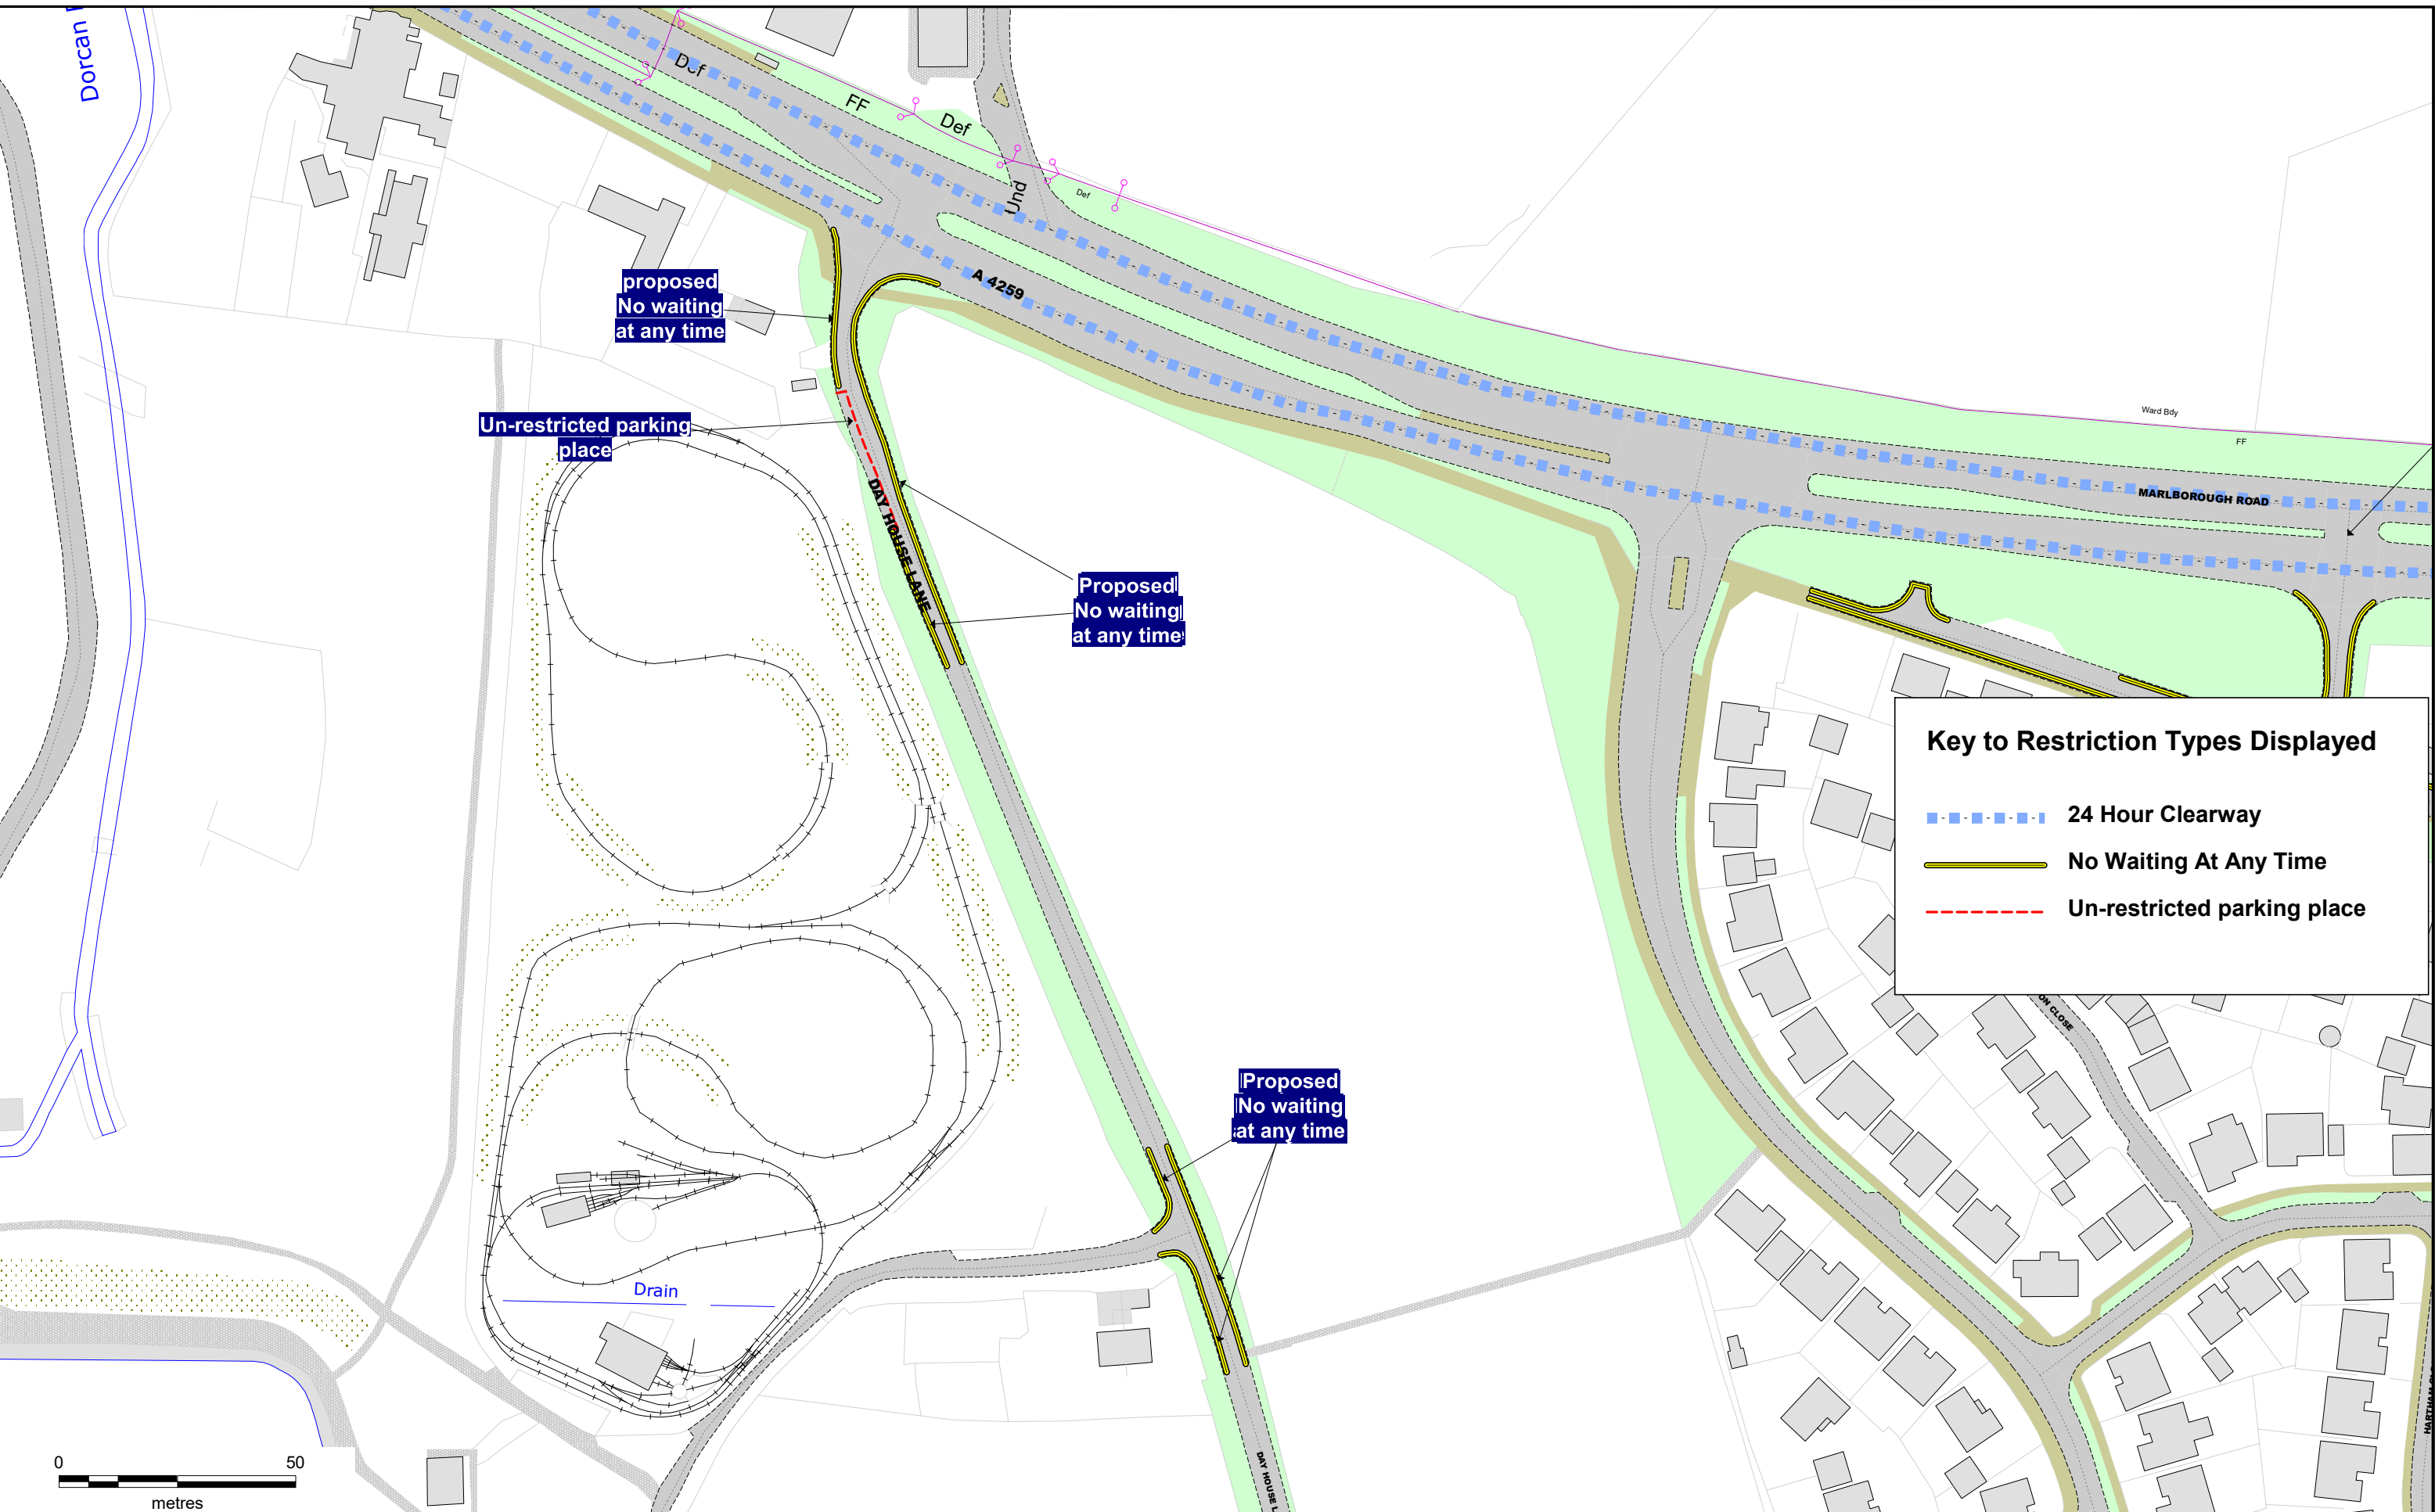 Dorcan
Def
FF
Def
Und
Def
A 4259
proposed
No waiting
at any time
Un-restricted parking
place
DAY HOUSE LANE
Proposed
No waiting
at any time
Ward Bdy
FF
MARLBOROUGH ROAD
Key to Restriction Types Displayed
24 Hour Clearway
No Waiting At Any Time
Un-restricted parking place
CLOSE
Proposed
No waiting
at any time
Drain
DAY HOUSE L
0
50
metres